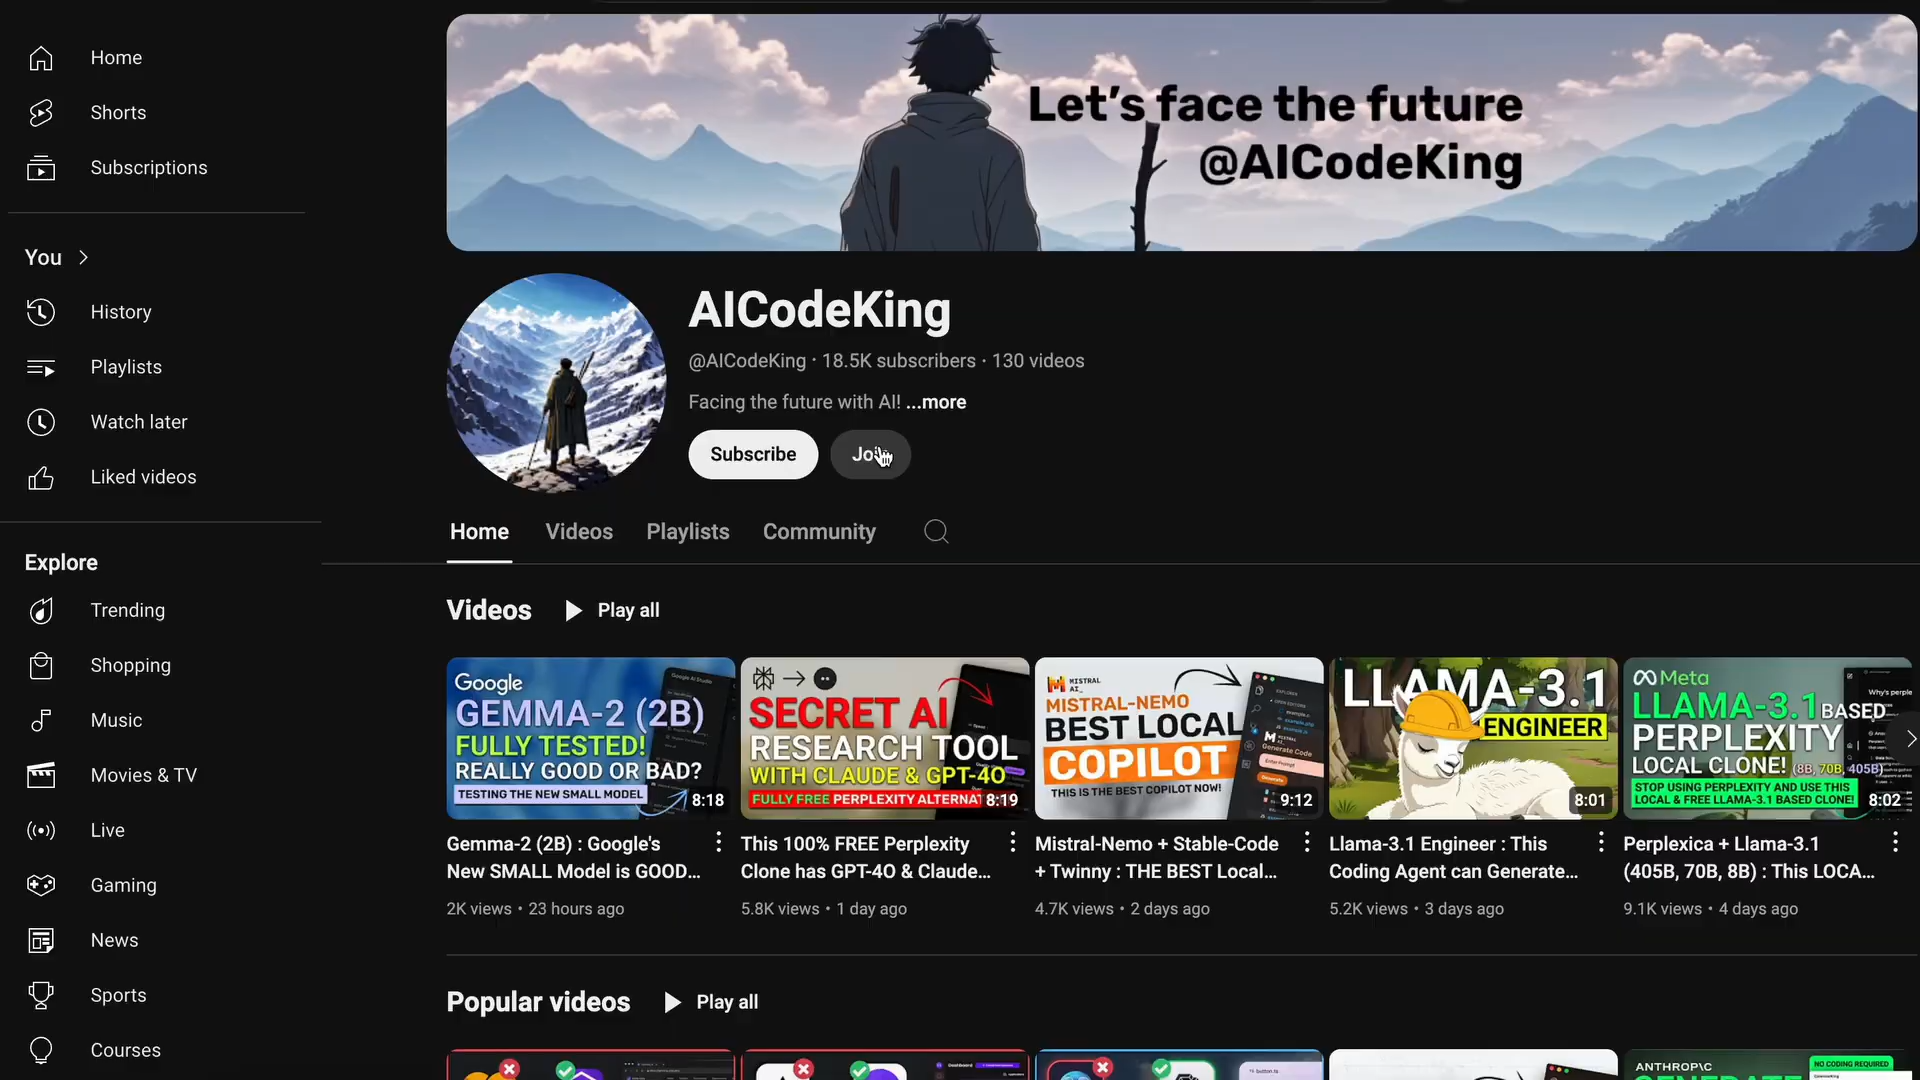 Home
Shorts
Subscriptions
You
History
Playlists
Watch later
Liked videos
Explore
Trending
Shopping
Music
Movies & TV
Live
Gaming
News
Sports
Courses
Let's face the future
@AICodeKing
AICodeKing
@AICodeKing · 18.5K subscribers · 130 videos
Facing the future with AI! ...more
Subscribe
Home
Videos
Playlists
Community
Videos
Play all
Google
GEMMA-2 (2B)
FULLY TESTED!
REALLY GOOD OR BAD?
TESTING THE NEW SMALL MODEL
8:18
Gemma-2 (2B) : Google's
New SMALL Model is GOOD...
2K views • 23 hours ago
SECRET AI
RESEARCH TOOL
WITH CLAUDE & GPT-4O
FULLY FREE PERPLEXITY
8:19
This 100% FREE Perplexity
Clone has GPT-4O & Claude...
5.8K views • 1 day ago
MISTRAL
AI_
MISTRAL-NEMO
BEST LOCAL
COPILOT
THIS IS THE BEST COPILOT NOW!
Generate Code
9:12
Mistral-Nemo + Stable-Code
+ Twinny : THE BEST Local...
4.7K views • 2 days ago
LLAMA-3.1
ENGINEER
8:01
Llama-3.1 Engineer : This
Coding Agent can Generate...
5.2K views • 3 days ago
Meta
LLAMA-3.1 BASED
PERPLEXITY
LOCAL CLONE! (8B, 70B, 405B)
STOP USING PERPLEXITY AND USE THIS
LOCAL & FREE LLAMA-3.1 BASED CLONE!
8:02
Perplexica + Llama-3.1
(405B, 70B, 8B) : This LOCA...
9.1K views • 4 days ago
Popular videos
Play all
ANTHROP\C
NO CODING REQUIRED